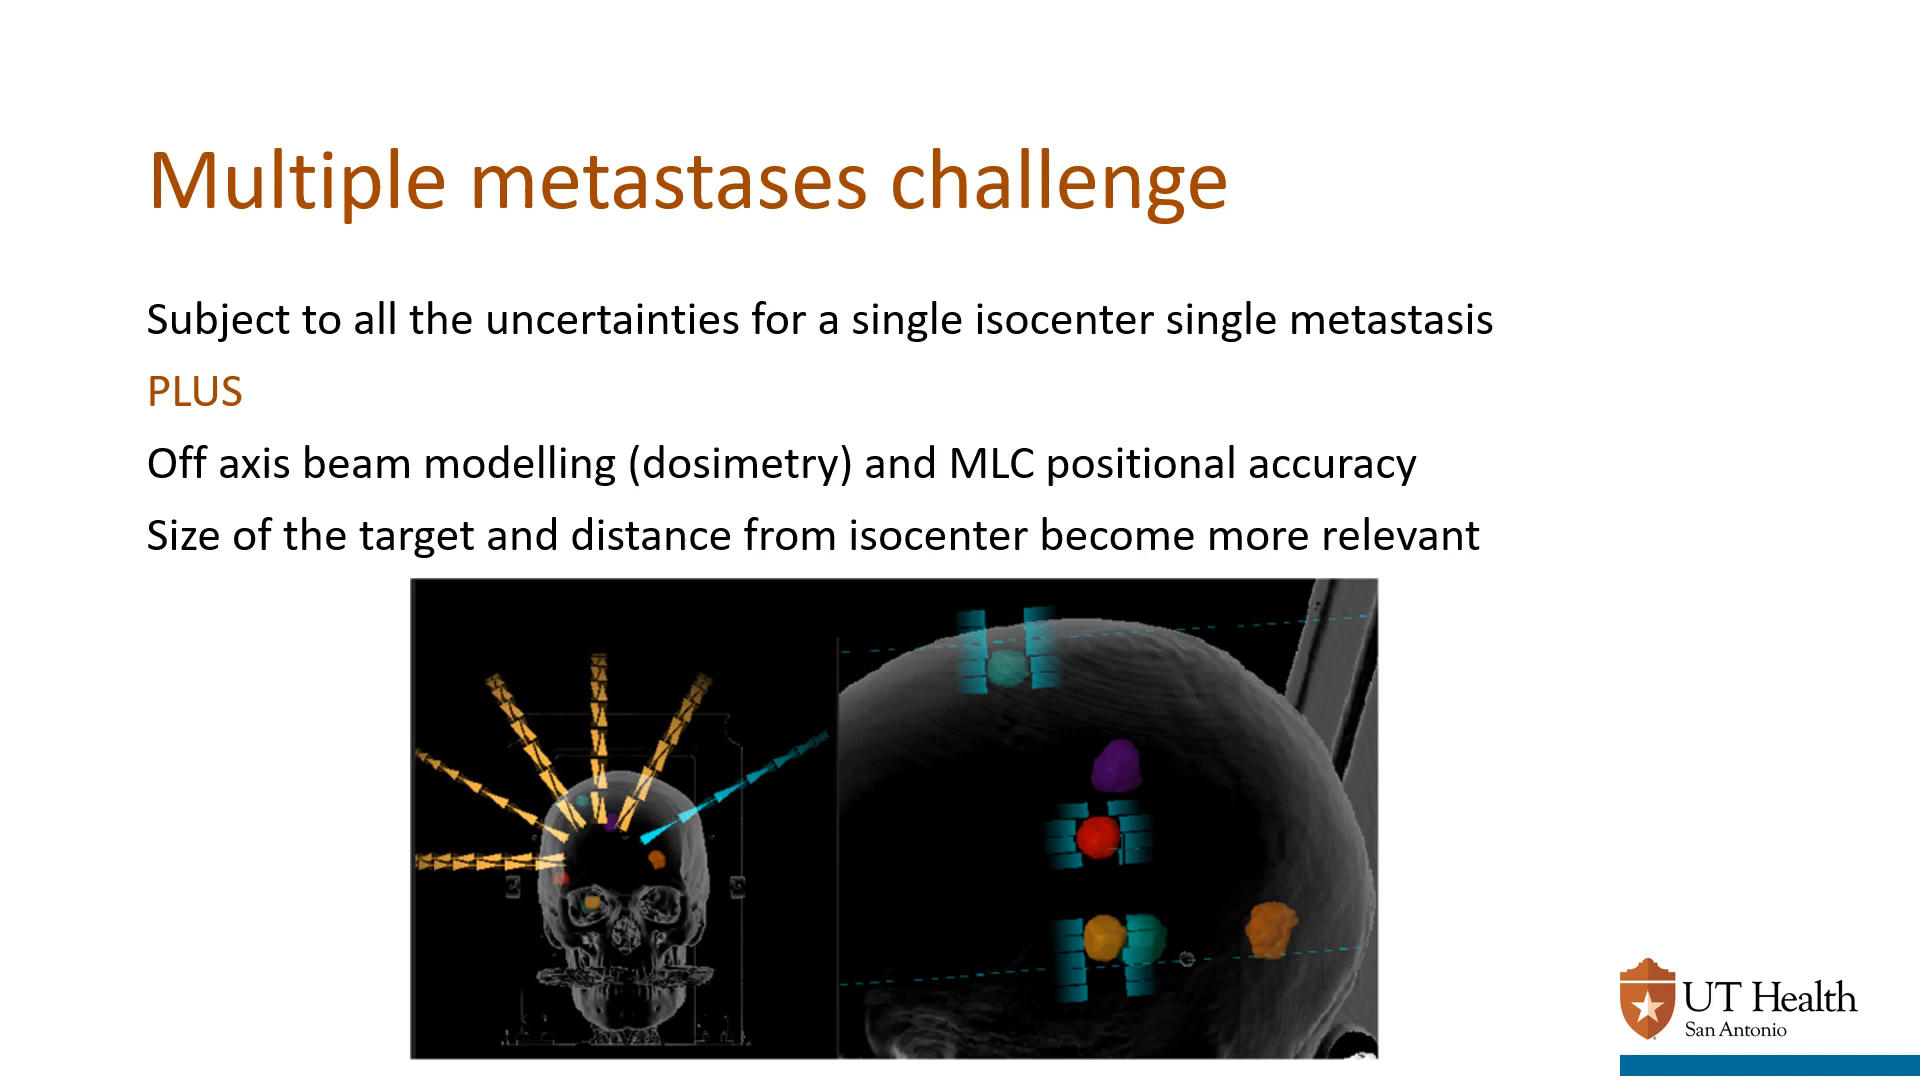 Multiple metastases challenge
Subject to all the uncertainties for a single isocenter single metastasis
PLUS
Off axis beam modelling (dosimetry) and MLC positional accuracy
Size of the target and distance from isocenter become more relevant
UT Health
San Antonio